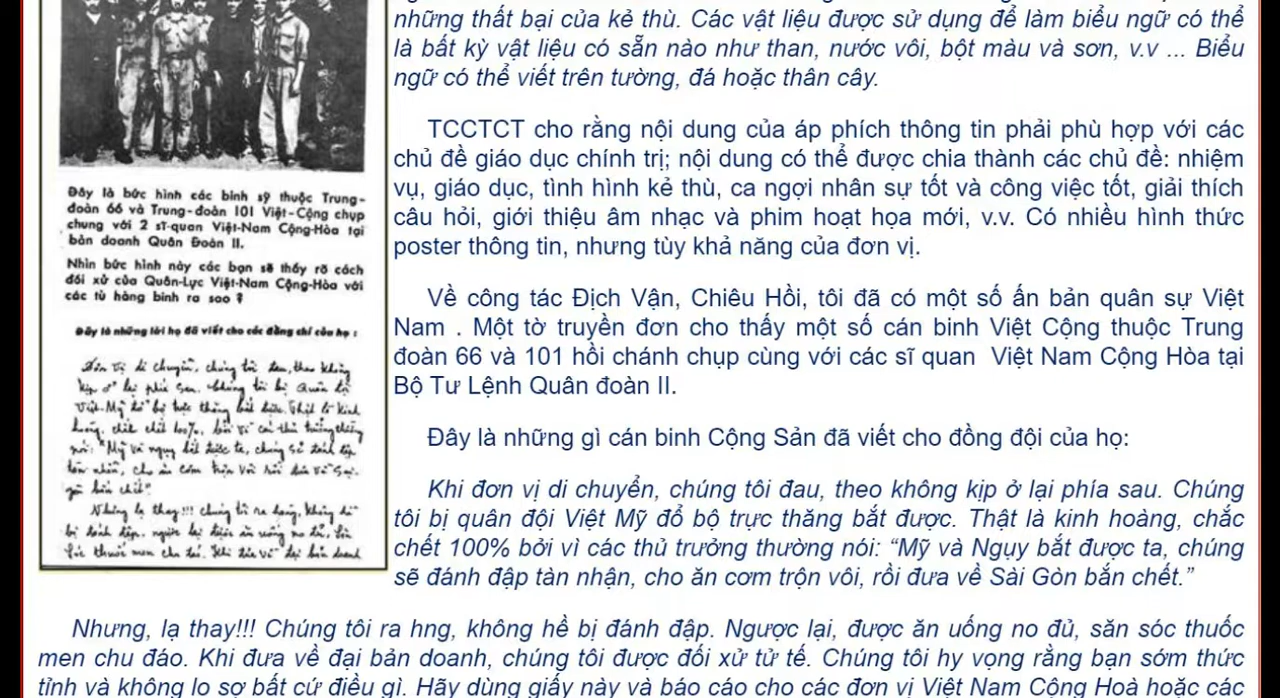 những thất bại của kẻ thù. Các vật liệu được sử dụng để làm biểu ngữ có thể
là bất kỳ vật liệu có sẵn nào như than, nước vôi, bột màu và sơn, v.v ... Biểu
ngữ có thể viết trên tường, đá hoặc thân cây.
TCCTCT cho rằng nội dung của áp phích thông tin phải phù hợp với các
chủ đề giáo dục chính trị; nội dung có thể được chia thành các chủ đề: nhiệm
vụ, giáo dục, tình hình kẻ thù, ca ngợi nhân sự tốt và công việc tốt, giải thích
câu hỏi, giới thiệu âm nhạc và phim hoạt họa mới, v.v. Có nhiều hình thức
poster thông tin, nhưng tùy khả năng của đơn vị.
Về công tác Địch Vận, Chiêu Hồi, tôi đã có một số ấn bản quân sự Việt
Nam . Một tờ truyền đơn cho thấy một số cán binh Việt Cộng thuộc Trung
đoàn 66 và 101 hồi chánh chụp cùng với các sĩ quan Việt Nam Cộng Hòa tại
Bộ Tư Lệnh Quân đoàn II.
Đây là những gì cán binh Cộng Sản đã viết cho đồng đội của họ:
Khi đơn vị di chuyển, chúng tôi đau, theo không kịp ở lại phía sau. Chúng
tôi bị quân đội Việt Mỹ đổ bộ trực thăng bắt được. Thật là kinh hoàng, chắc
chết 100% bởi vì các thủ trưởng thường nói: “Mỹ và Ngụy bắt được ta, chúng
sẽ đánh đập tàn nhận, cho ăn cơm trộn vôi, rồi đưa về Sài Gòn bắn chết.”
Đây là bức hình các binh sỹ thuộc Trung-
đoàn 66 và Trung-đoàn 101 Việt-Cộng chụp
chung với 2 sĩ-quan Việt-Nam Cộng-Hòa tại
bản doanh Quân Đoàn II.
Nhìn bức hình này các bạn sẽ thấy rõ cách
đối xử của Quân-Lực Việt-Nam Cộng-Hòa với
các tù hàng binh ra sao ?
Đây là những lời họ đã viết cho các đồng chí của họ :
Nhưng, lạ thay!!! Chúng tôi ra hng, không hề bị đánh đập. Ngược lại, được ăn uống no đủ, săn sóc thuốc
men chu đáo. Khi đưa về đại bản doanh, chúng tôi được đối xử tử tế. Chúng tôi hy vọng rằng bạn sớm thức
tỉnh và không lo sợ bất cứ điều gì. Hãy dùng giấy này và báo cáo cho các đơn vị Việt Nam Cộng Hoà hoặc các